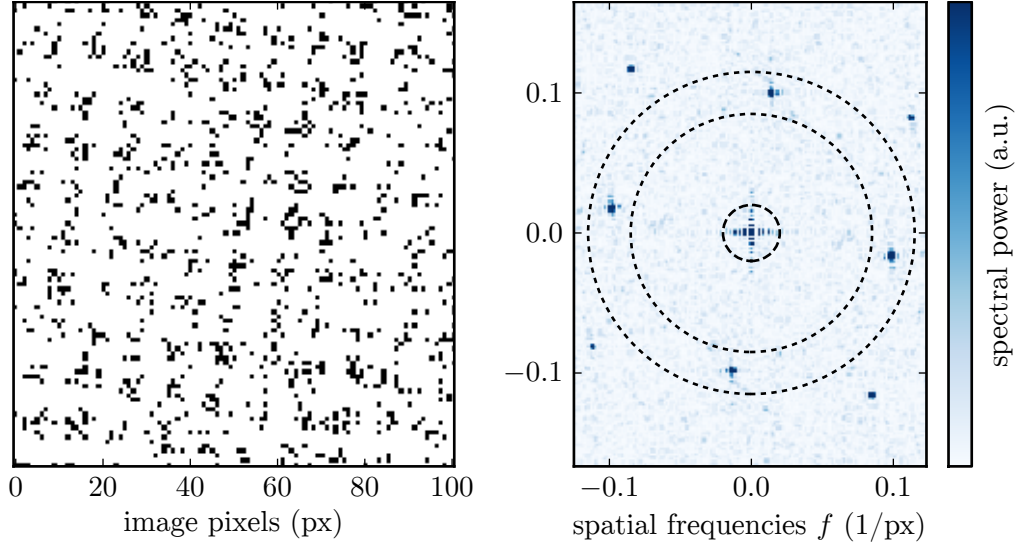 0 20 40 60 80 100
image pixels (px)
0.1
0.0
−0.1
−0.1 0.0 0.1
spatial frequencies f (1/px)
spectral power (a.u.)